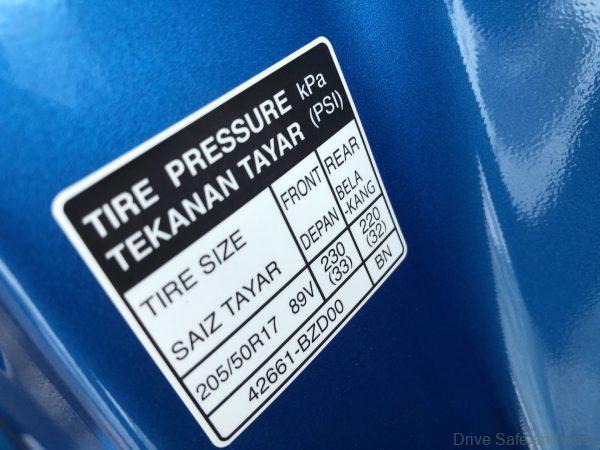 TIRE PRESSURE kPa
TEKANAN TAYAR (PSI)
TIRE SIZE FRONT REAR
SAIZ TAYAR DEPAN BELA
-KANG
205/50R17 89V 230 220
(33) (32)
42661-BZD00 BN
Drive Safe and Fast